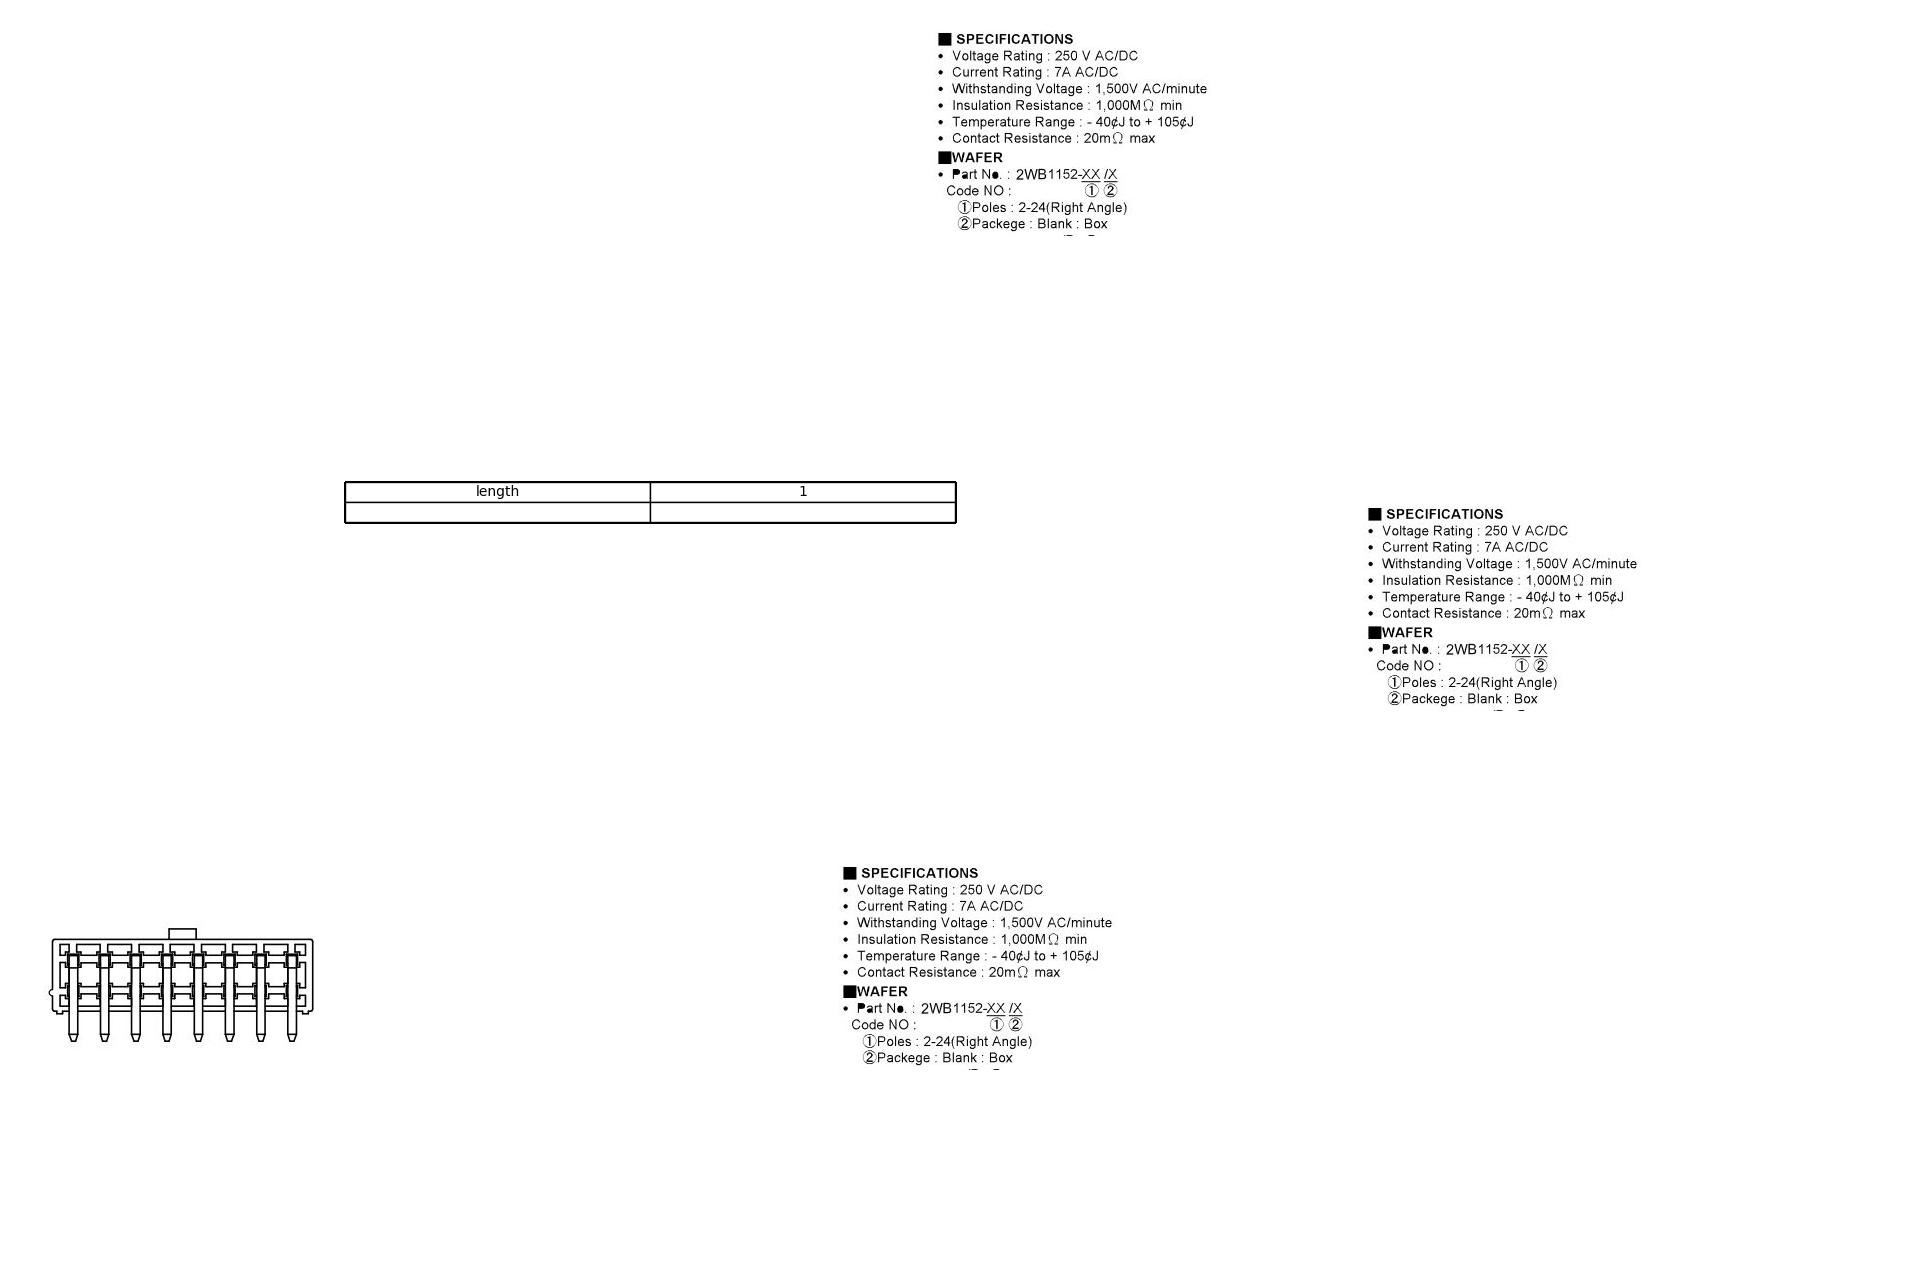 ■ SPECIFICATIONS
• Voltage Rating : 250 V AC/DC
• Current Rating : 7A AC/DC
• Withstanding Voltage : 1,500V AC/minute
• Insulation Resistance : 1,000MΩ min
• Temperature Range : - 40¢J to + 105¢J
• Contact Resistance : 20mΩ max
■WAFER
• Part No. : 2WB1152-XX /X
Code NO : ① ②
①Poles : 2-24(Right Angle)
②Packege : Blank : Box
length 1
■ SPECIFICATIONS
• Voltage Rating : 250 V AC/DC
• Current Rating : 7A AC/DC
• Withstanding Voltage : 1,500V AC/minute
• Insulation Resistance : 1,000MΩ min
• Temperature Range : - 40¢J to + 105¢J
• Contact Resistance : 20mΩ max
■WAFER
• Part No. : 2WB1152-XX /X
Code NO : ① ②
①Poles : 2-24(Right Angle)
②Packege : Blank : Box
■ SPECIFICATIONS
• Voltage Rating : 250 V AC/DC
• Current Rating : 7A AC/DC
• Withstanding Voltage : 1,500V AC/minute
• Insulation Resistance : 1,000MΩ min
• Temperature Range : - 40¢J to + 105¢J
• Contact Resistance : 20mΩ max
■WAFER
• Part No. : 2WB1152-XX /X
Code NO : ① ②
①Poles : 2-24(Right Angle)
②Packege : Blank : Box